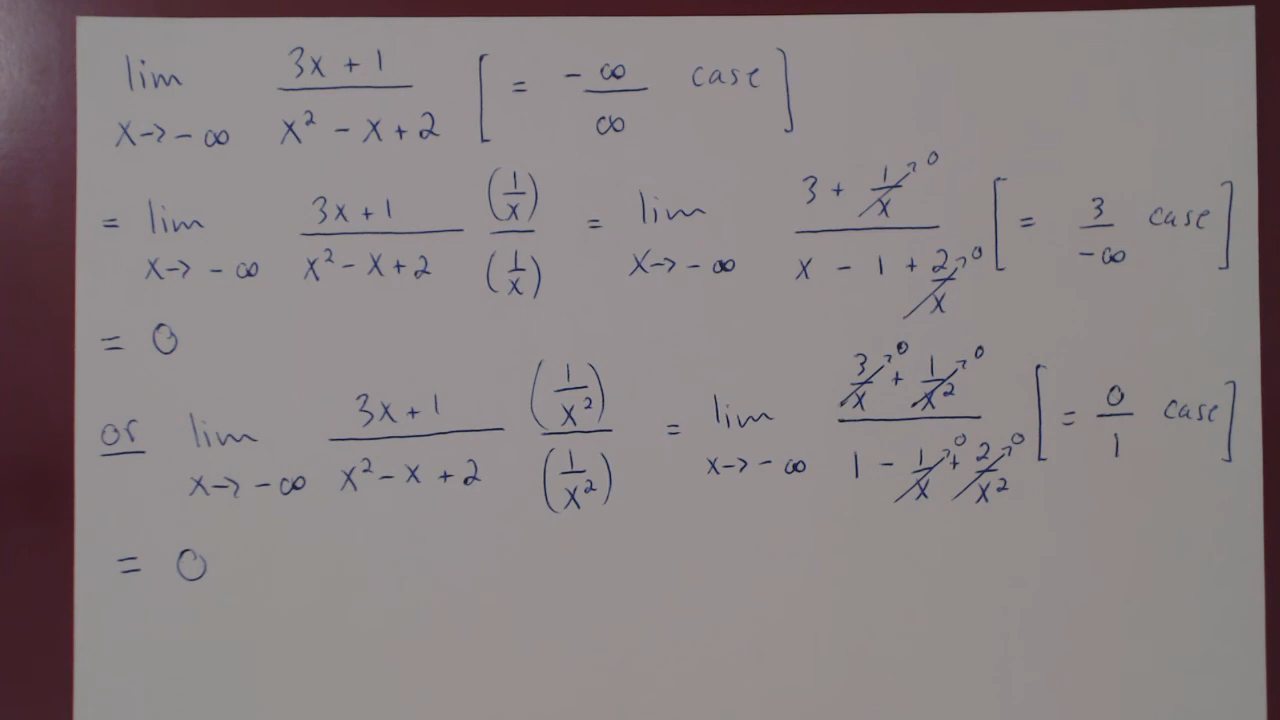 lim x→-∞ (3x + 1)/(x² - x + 2) [ = -∞/∞ case ]
= lim x→-∞ (3x + 1)/(x² - x + 2) (1/x)/(1/x) = lim x→-∞ (3 + 1/x →0)/(x - 1 + 2/x →0) [ = 3/-∞ case ]
= 0
or lim x→-∞ (3x + 1)/(x² - x + 2) (1/x²)/(1/x²) = lim x→-∞ (3/x →0 + 1/x² →0)/(1 - 1/x →0 + 2/x² →0) [ = 0/1 case ]
= 0